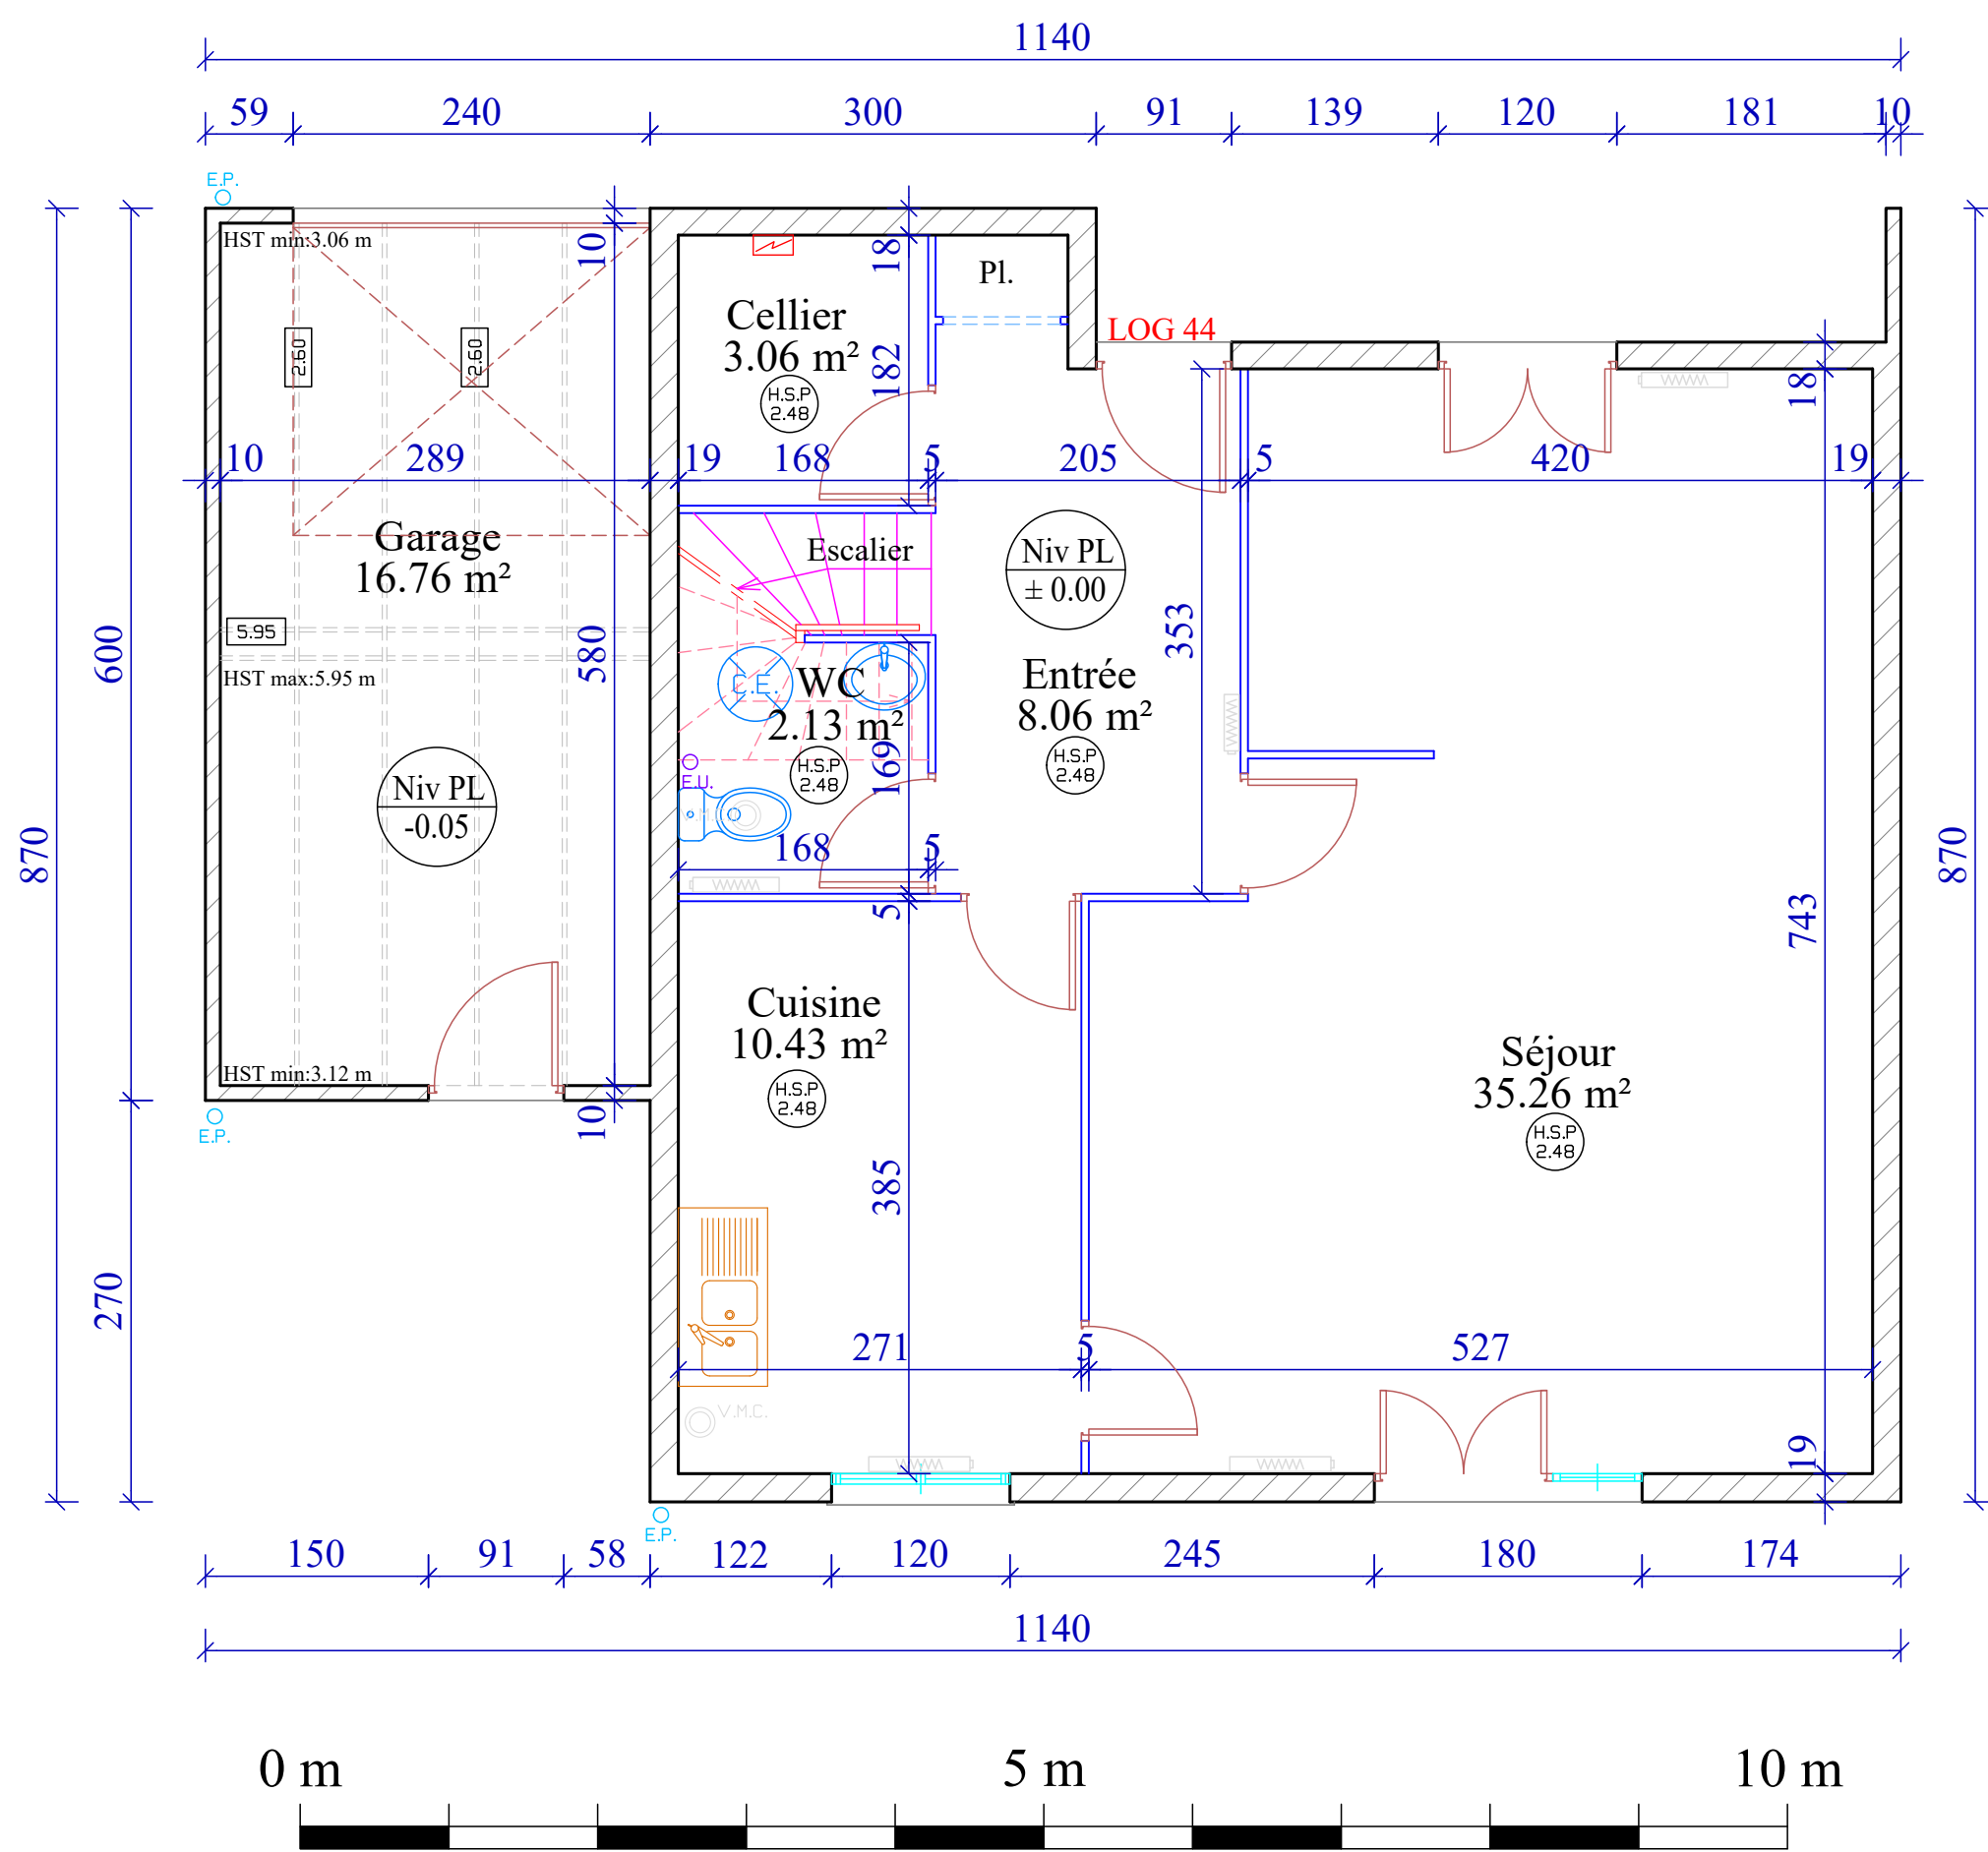 1140
59 240 300 91 139 120 181 10
E.P.
HST min:3.06 m
10
18
Pl.
Cellier
3.06 m²
H.S.P
2.48
182
LOG 44
18
2.60
2.60
10 289 19 168 5 205 5 420 19
Garage
16.76 m²
Escalier
Niv PL
± 0.00
5.95
HST max:5.95 m
600
580
353
C.E.
WC
2.13 m²
H.S.P
2.48
169
Entrée
8.06 m²
H.S.P
2.48
E.U.
V.M.C.
Niv PL
-0.05
168 5
870
870
743
5
Cuisine
10.43 m²
H.S.P
2.48
Séjour
35.26 m²
H.S.P
2.48
HST min:3.12 m
10
E.P.
385
270
271 5 527
V.M.C.
19
E.P.
150 91 58 122 120 245 180 174
1140
0 m 5 m 10 m